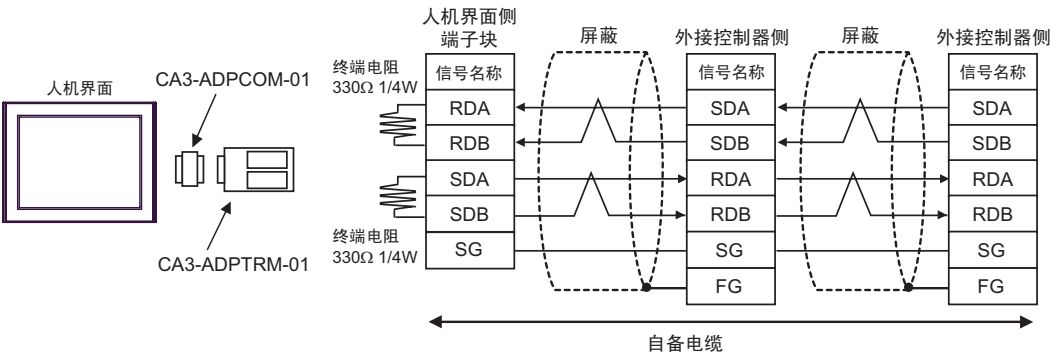 人机界面
CA3-ADPCOM-01
CA3-ADPTRM-01
终端电阻
330Ω 1/4W
终端电阻
330Ω 1/4W
人机界面侧
端子块
信号名称
RDA
RDB
SDA
SDB
SG
屏蔽
外接控制器侧
信号名称
SDA
SDB
RDA
RDB
SG
FG
屏蔽
外接控制器侧
信号名称
SDA
SDB
RDA
RDB
SG
FG
自备电缆